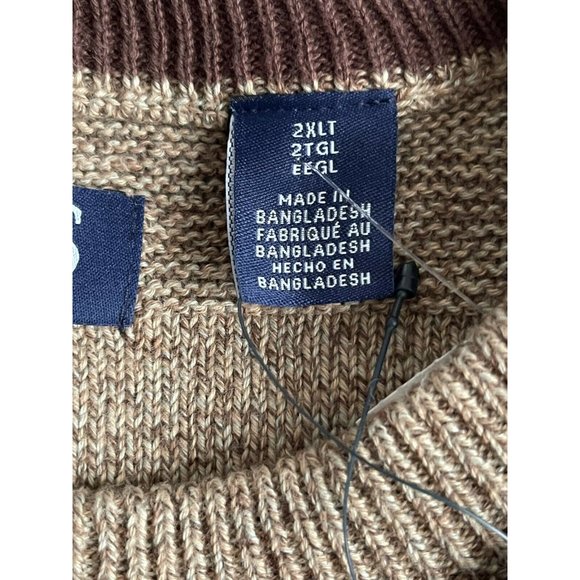 2XLT
2TGL
EEGL
MADE IN
BANGLADESH
FABRIQUÉ AU
BANGLADESH
HECHO EN
BANGLADESH